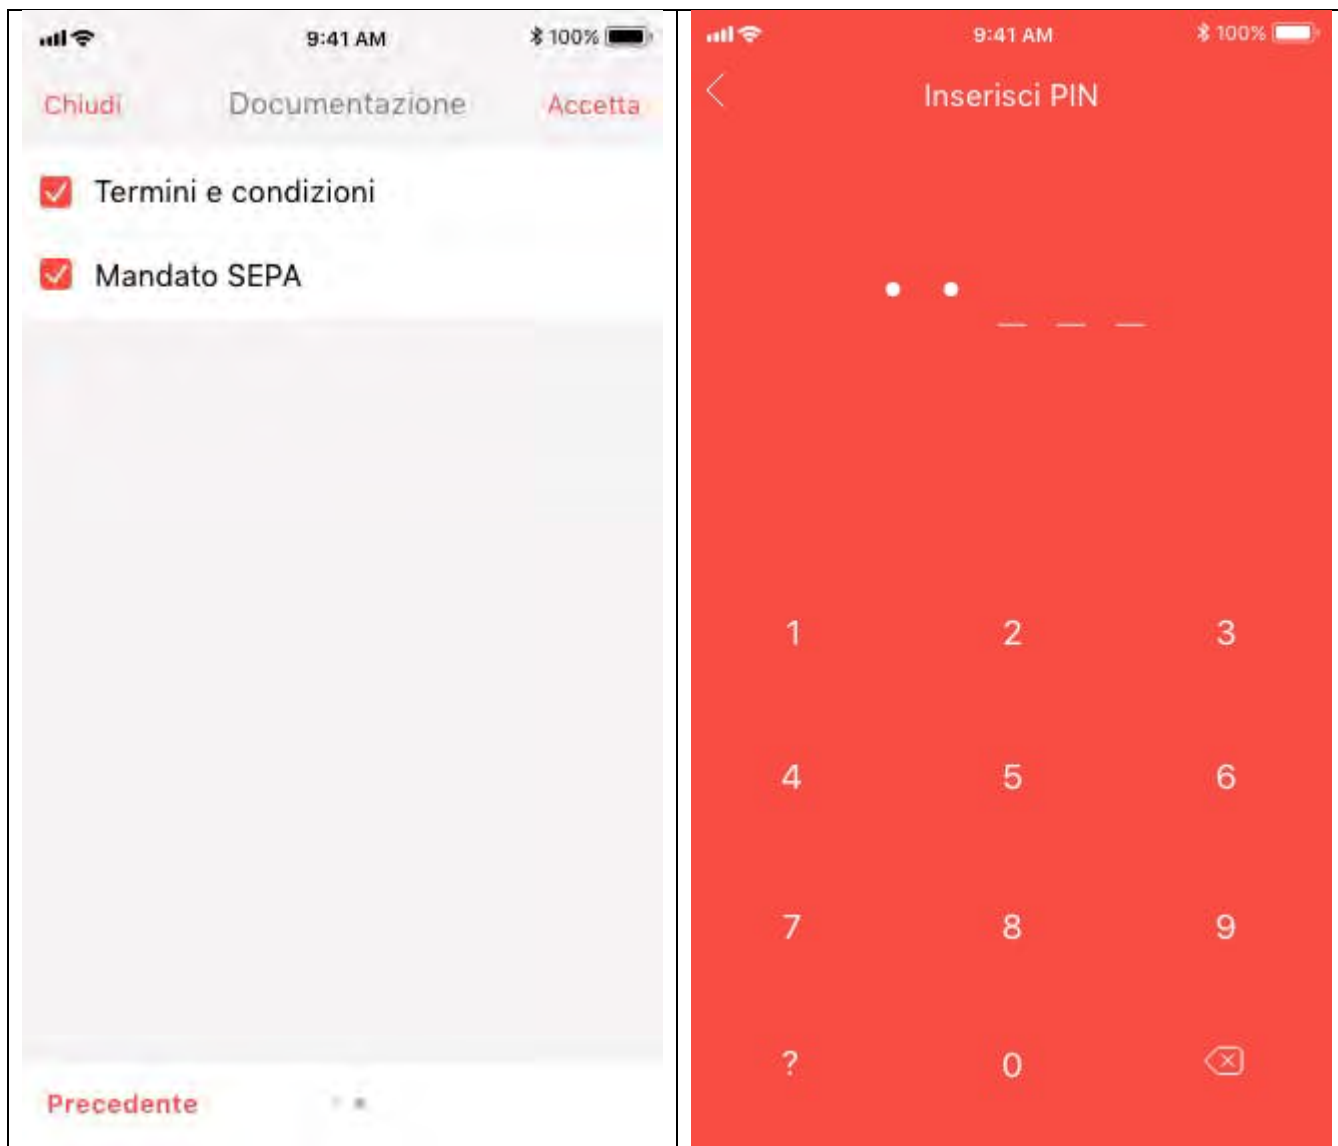 9:41 AM
100%
Chiudi
Documentazione
Accetta
Termini e condizioni
Mandato SEPA
Precedente
9:41 AM
100%
Inserisci PIN
1 2 3
4 5 6
7 8 9
? 0